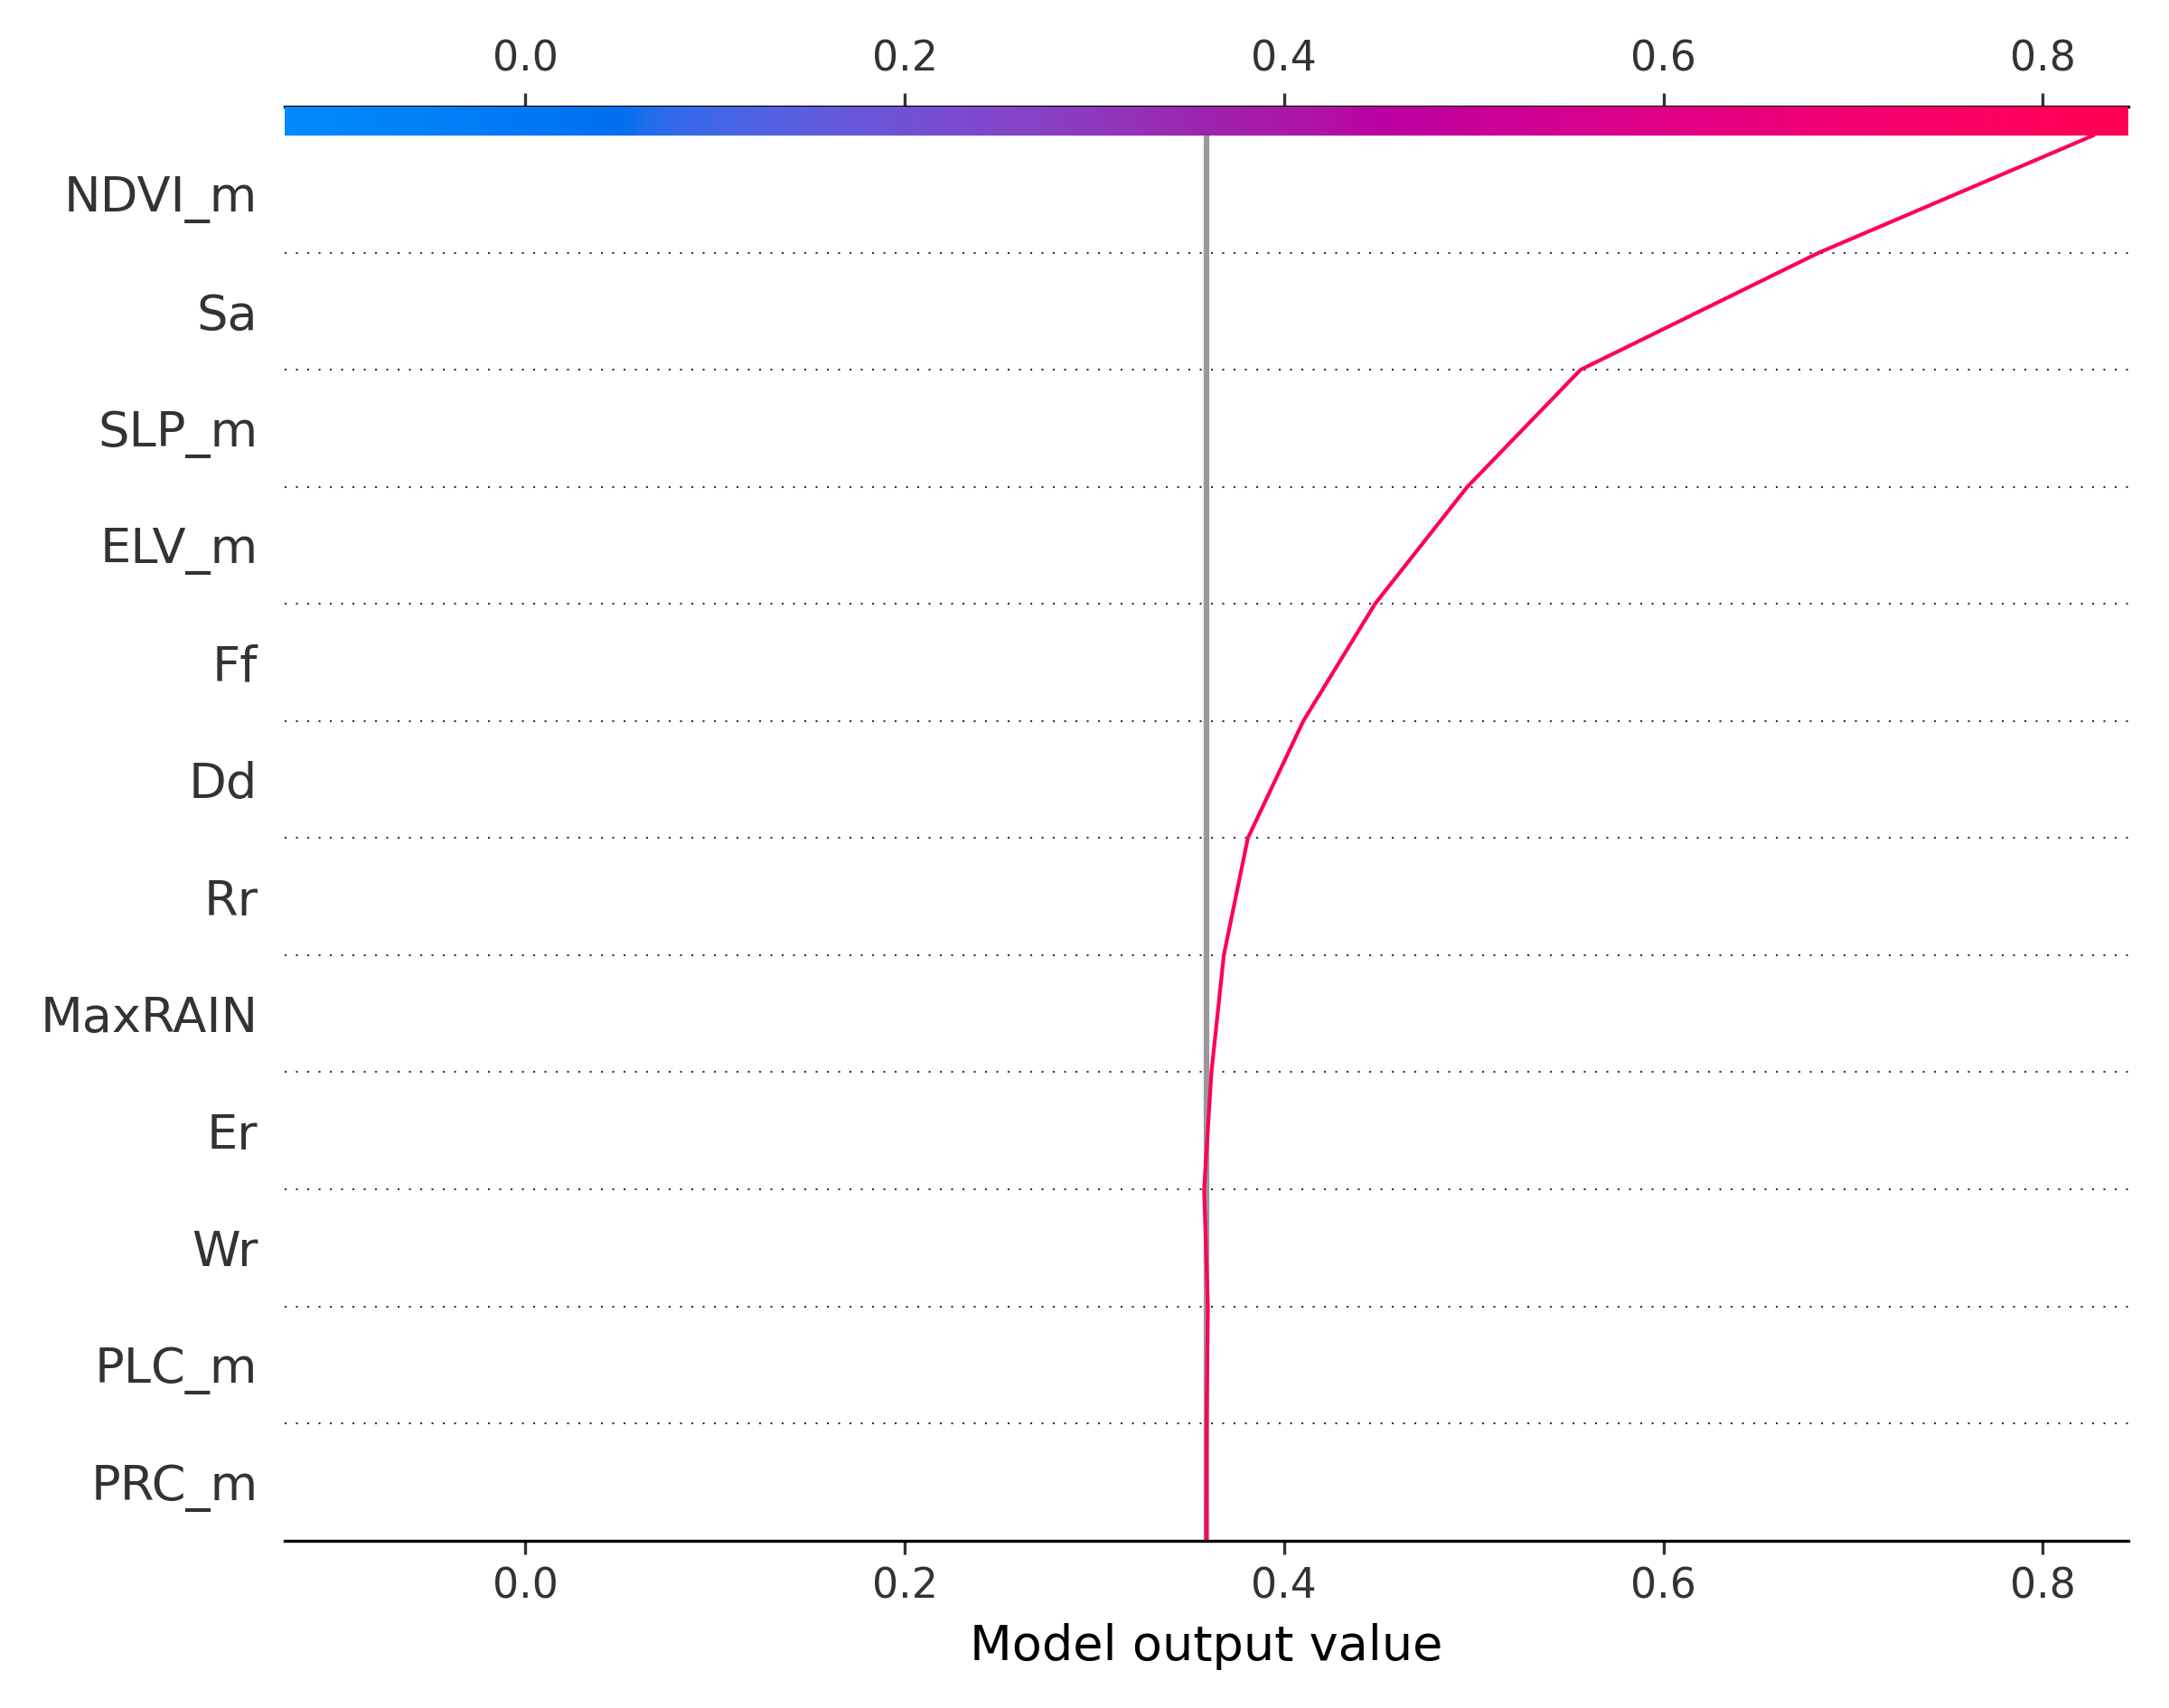 0.0 0.2 0.4 0.6 0.8
NDVI_m
Sa
SLP_m
ELV_m
Ff
Dd
Rr
MaxRAIN
Er
Wr
PLC_m
PRC_m
0.0 0.2 0.4 0.6 0.8
Model output value